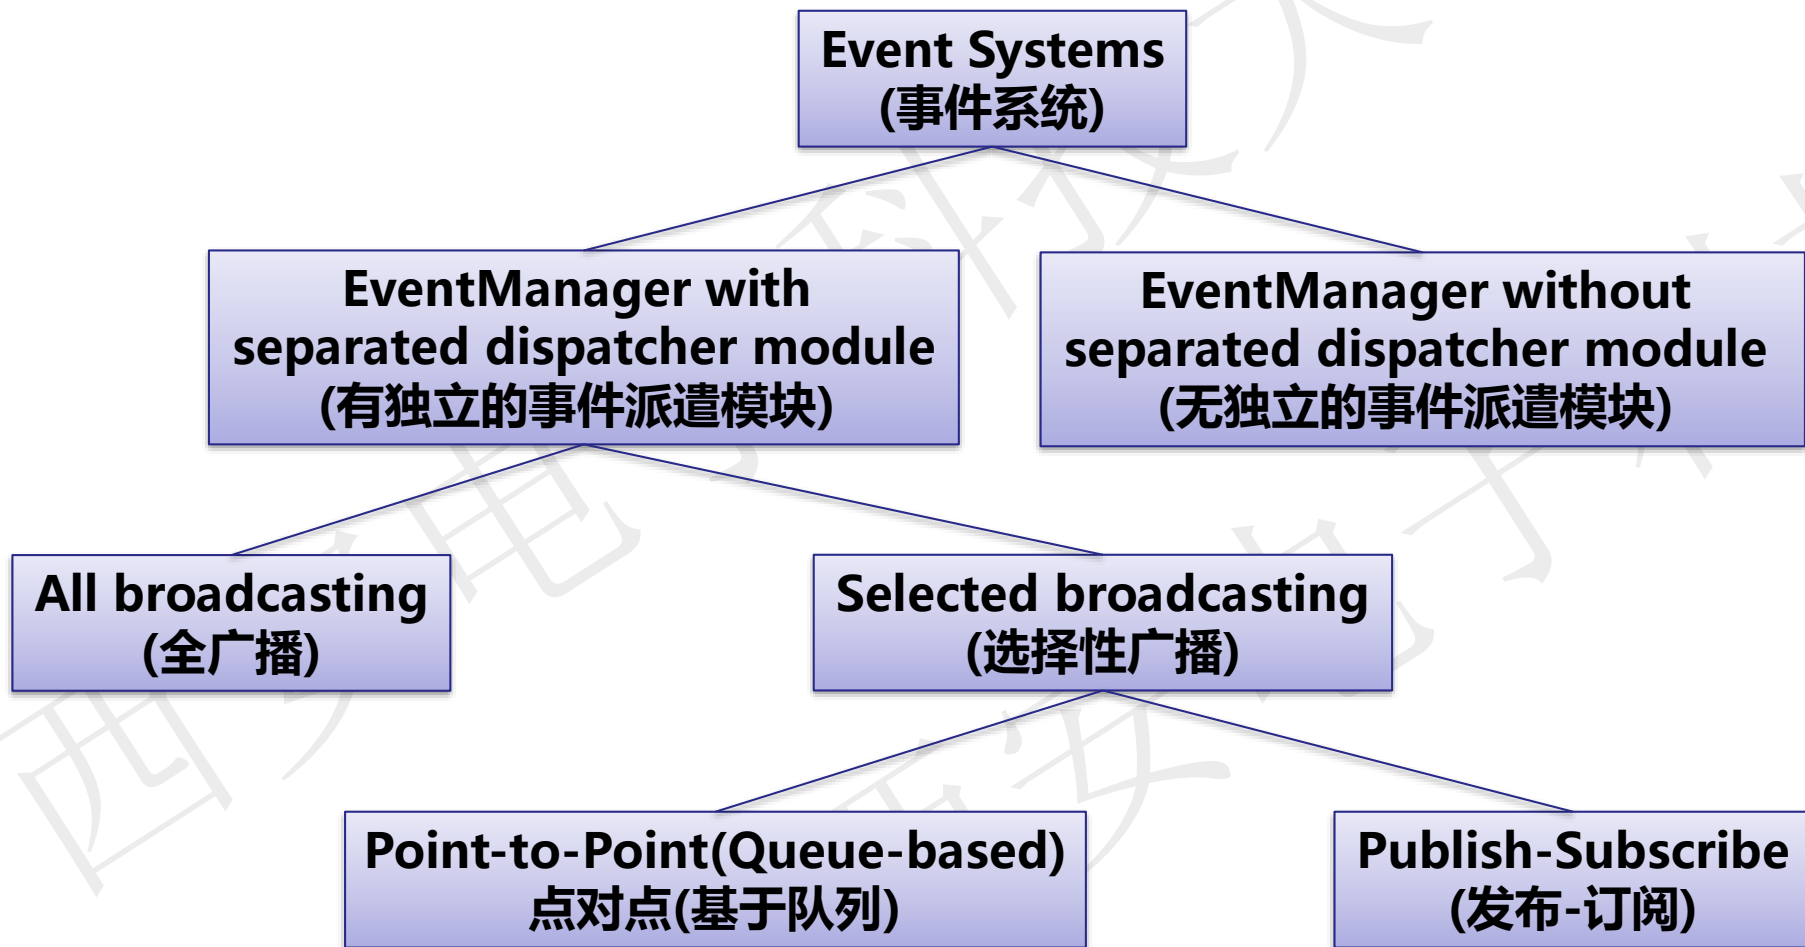 Event Systems
(事件系统)
EventManager with
separated dispatcher module
(有独立的事件派遣模块)
EventManager without
separated dispatcher module
(无独立的事件派遣模块)
All broadcasting
(全广播)
Selected broadcasting
(选择性广播)
Point-to-Point(Queue-based)
点对点(基于队列)
Publish-Subscribe
(发布-订阅)